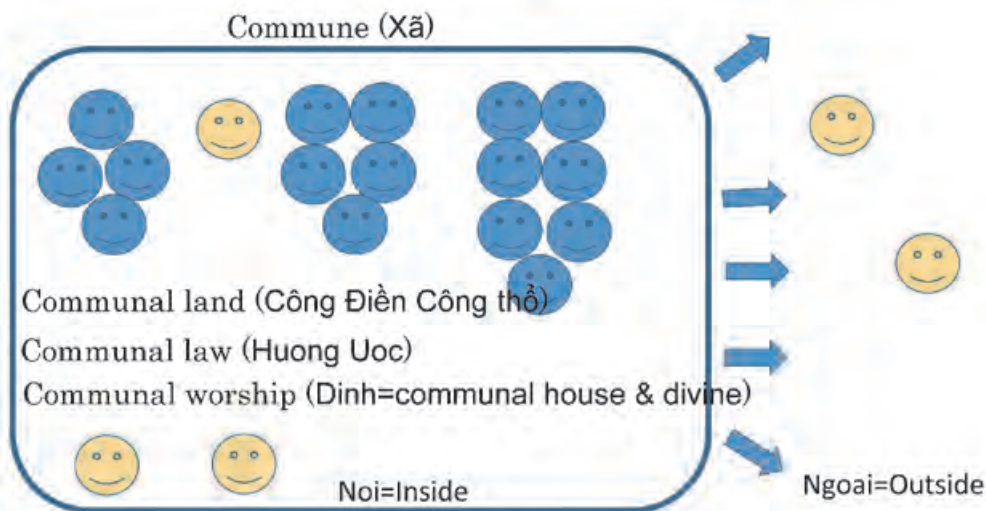 Commune (Xã)
Communal land (Công Điền Công thổ)
Communal law (Huong Uoc)
Communal worship (Dinh=communal house & divine)
Noi=Inside
Ngoai=Outside